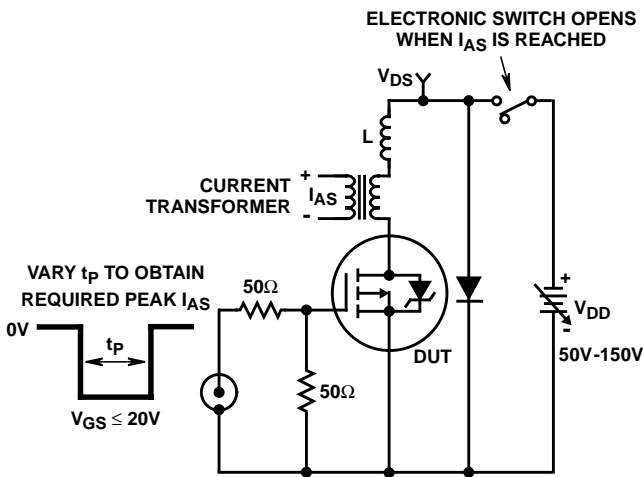 ELECTRONIC SWITCH OPENS
WHEN IAS IS REACHED
VDS
L
+
IAS
-
CURRENT
TRANSFORMER
VARY tP TO OBTAIN
REQUIRED PEAK IAS
0V
tP
VGS ≤ 20V
50Ω
50Ω
DUT
+
VDD
-
50V-150V